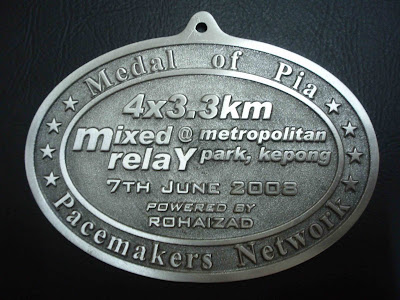 Medal of Pia
4x3.3km
mixed @ metropolitan
relaY park, kepong
7TH JUNE 2008
POWERED BY
ROHAIZAD
Pacemakers Network